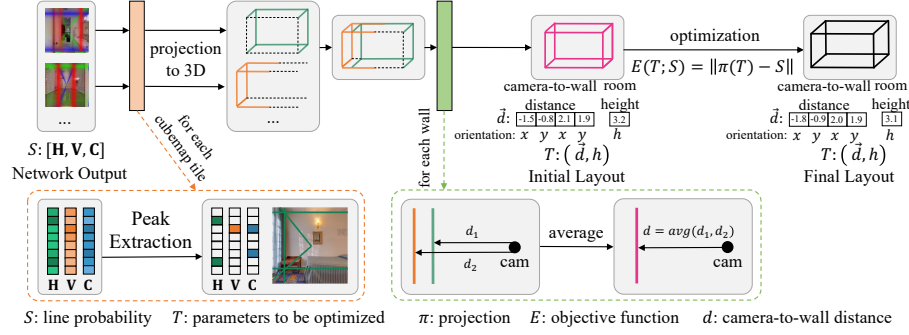 projection
to 3D
...
...
S: [H, V, C]
Network Output
for each
cubemap tile
for each wall
optimization
E(T; S) = ‖π(T) − S‖
camera-to-wall room
distance height
d⃗: -1.5 -0.8 2.1 1.9 3.2
orientation: x y x y h
T: (d⃗, h)
Initial Layout
camera-to-wall room
distance height
d⃗: -1.8 -0.9 2.0 1.9 3.1
orientation: x y x y h
T: (d⃗, h)
Final Layout
Peak
Extraction
H V C
H V C
d₁
d₂
cam
average
d = avg(d₁, d₂)
cam
S: line probability T: parameters to be optimized π: projection E: objective function d: camera-to-wall distance